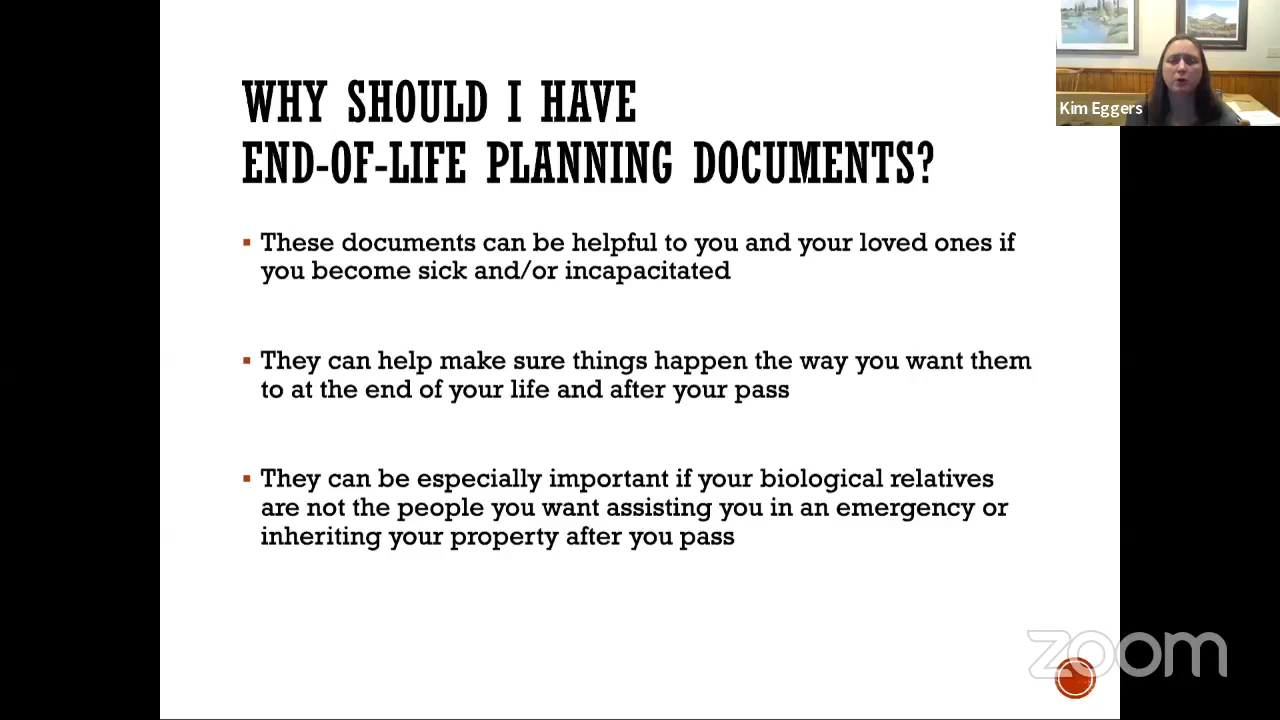 WHY SHOULD I HAVE
END-OF-LIFE PLANNING DOCUMENTS?
Kim Eggers
▪ These documents can be helpful to you and your loved ones if
you become sick and/or incapacitated
▪ They can help make sure things happen the way you want them
to at the end of your life and after your pass
▪ They can be especially important if your biological relatives
are not the people you want assisting you in an emergency or
inheriting your property after you pass
zoom